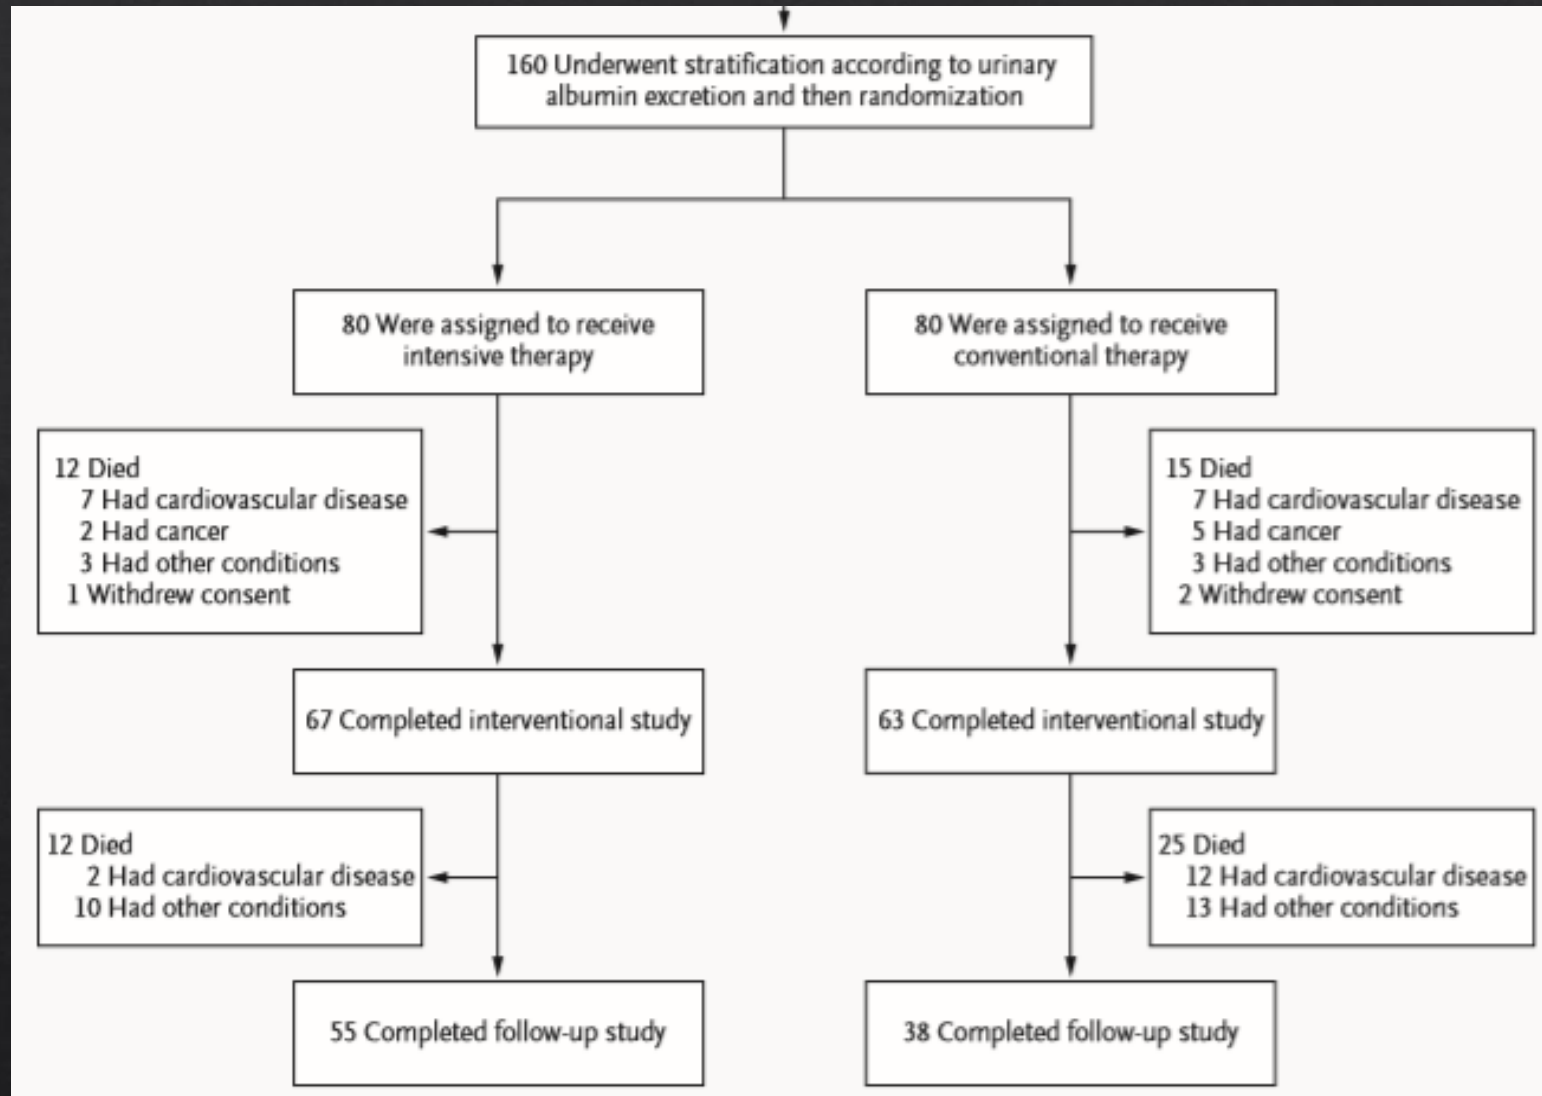 160 Underwent stratification according to urinary
albumin excretion and then randomization
80 Were assigned to receive
intensive therapy
80 Were assigned to receive
conventional therapy
12 Died
7 Had cardiovascular disease
2 Had cancer
3 Had other conditions
1 Withdrew consent
15 Died
7 Had cardiovascular disease
5 Had cancer
3 Had other conditions
2 Withdrew consent
67 Completed interventional study
63 Completed interventional study
12 Died
2 Had cardiovascular disease
10 Had other conditions
25 Died
12 Had cardiovascular disease
13 Had other conditions
55 Completed follow-up study
38 Completed follow-up study